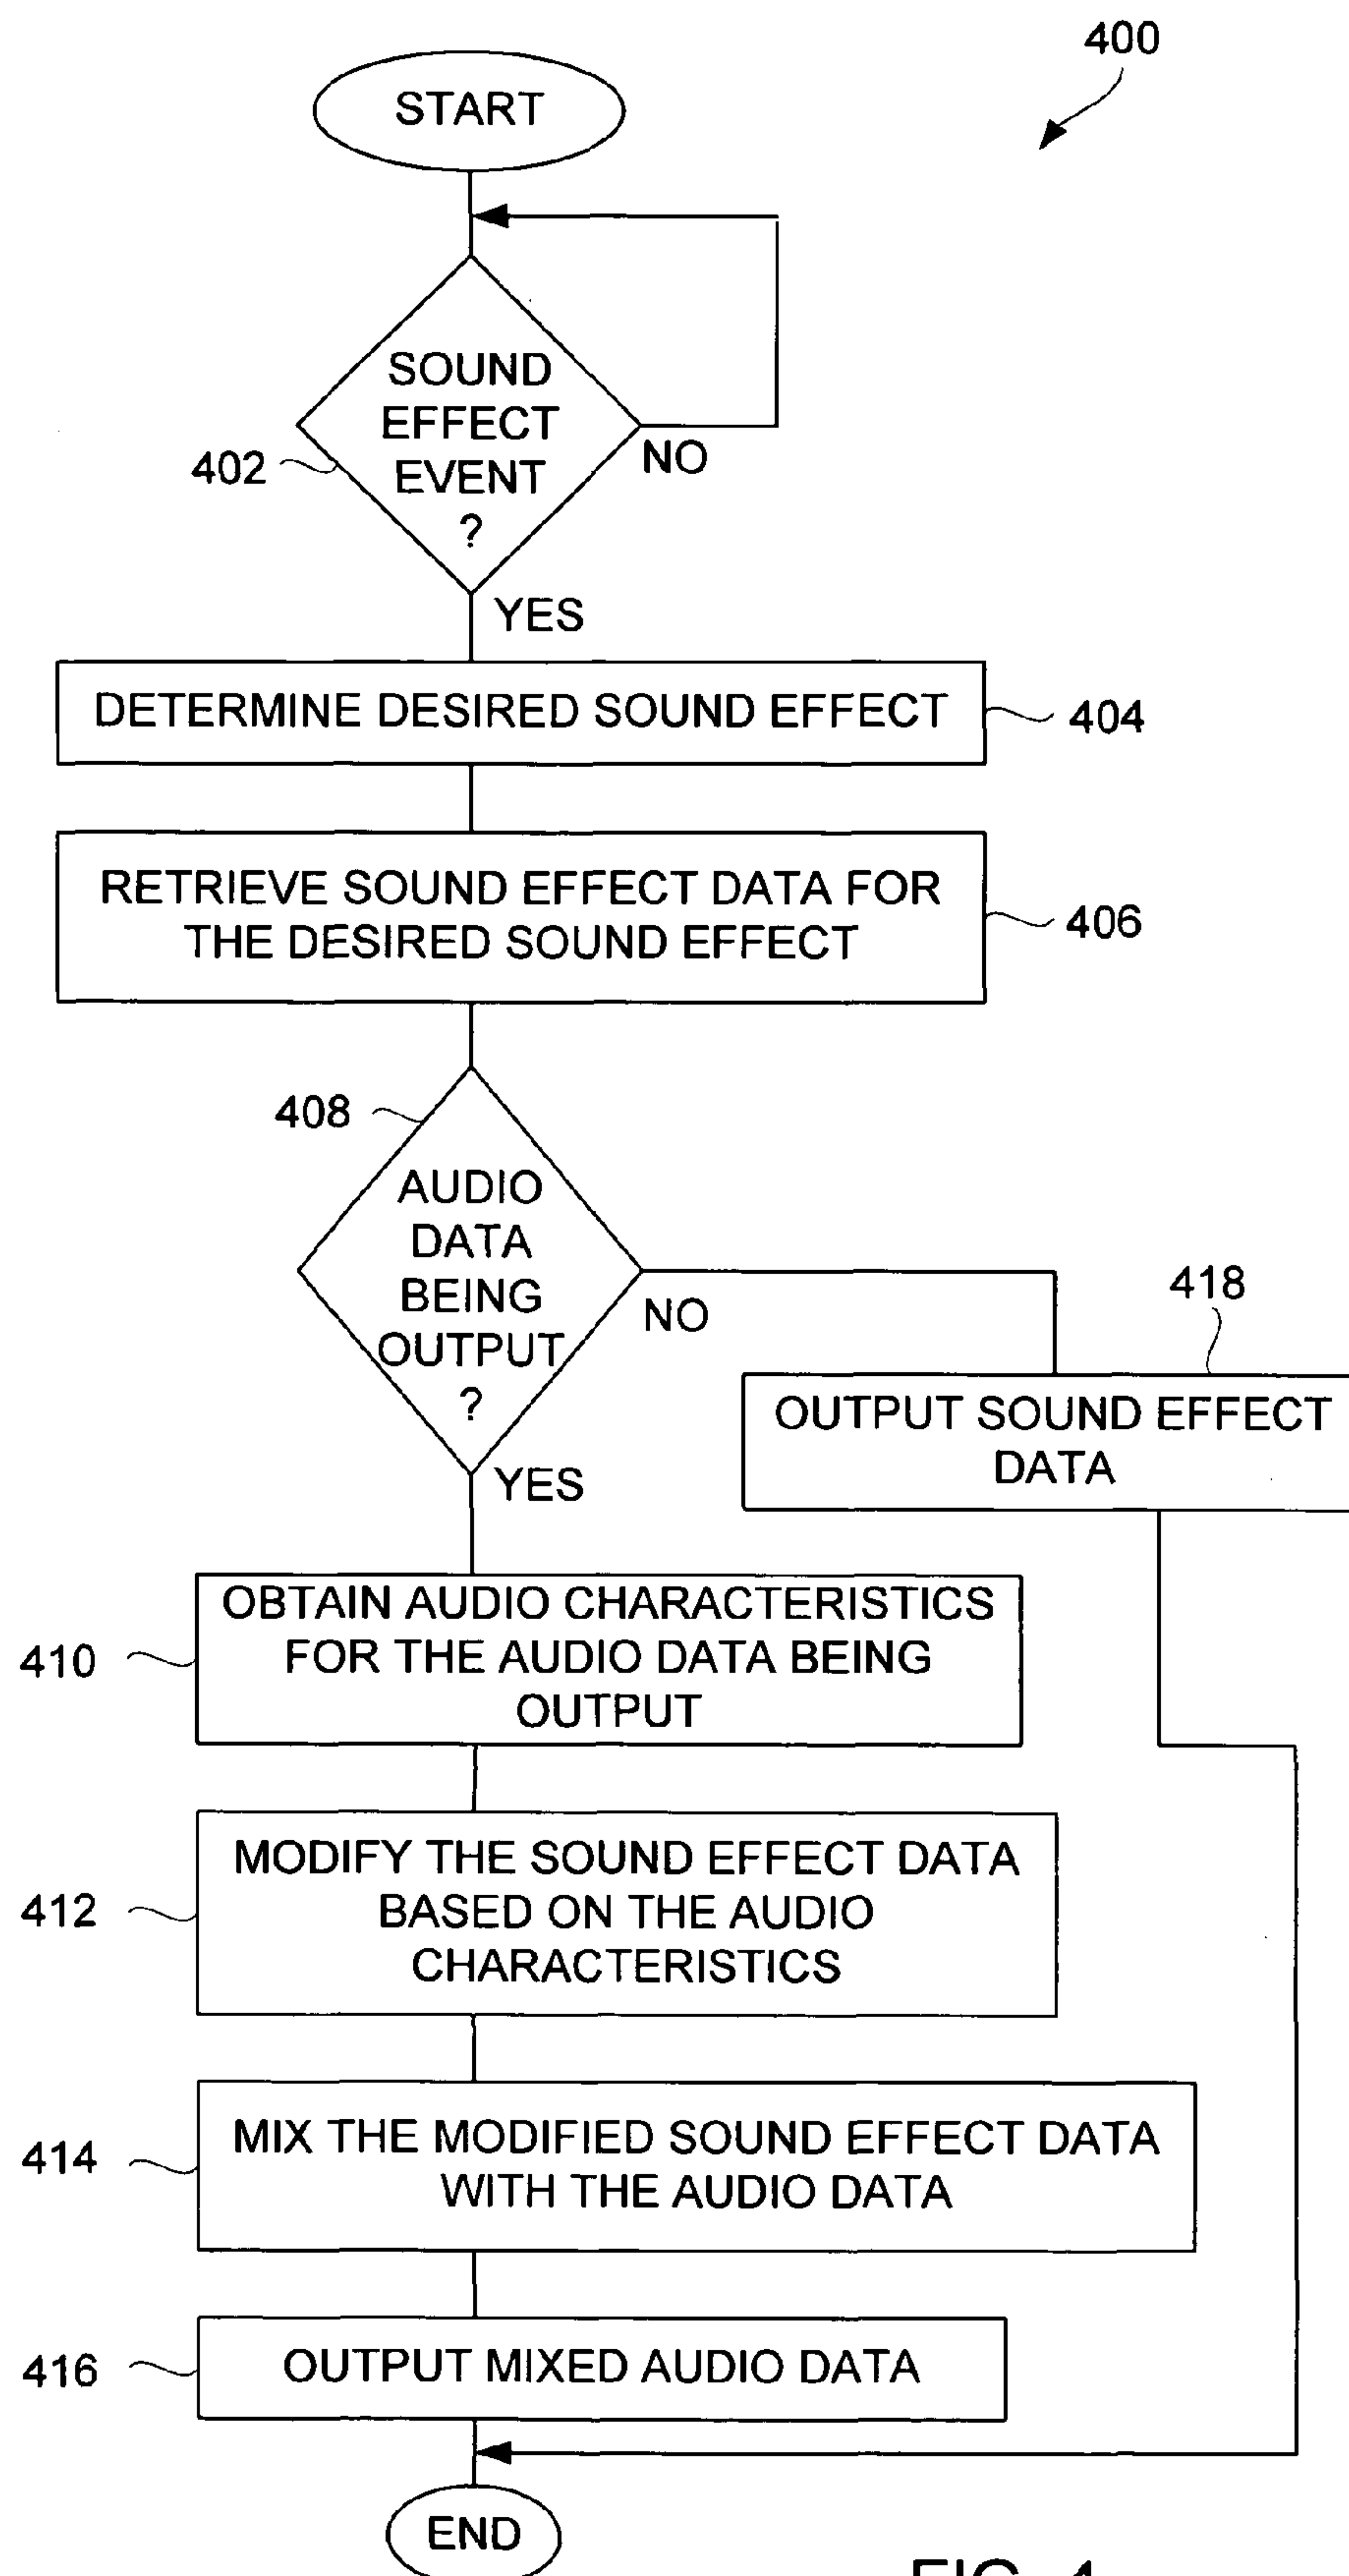 400
START
SOUND
EFFECT
EVENT
?
402
NO
YES
DETERMINE DESIRED SOUND EFFECT
404
RETRIEVE SOUND EFFECT DATA FOR
THE DESIRED SOUND EFFECT
406
408
AUDIO
DATA
BEING
OUTPUT
?
NO
418
OUTPUT SOUND EFFECT
DATA
YES
OBTAIN AUDIO CHARACTERISTICS
FOR THE AUDIO DATA BEING
OUTPUT
410
MODIFY THE SOUND EFFECT DATA
BASED ON THE AUDIO
CHARACTERISTICS
412
MIX THE MODIFIED SOUND EFFECT DATA
WITH THE AUDIO DATA
414
OUTPUT MIXED AUDIO DATA
416
END